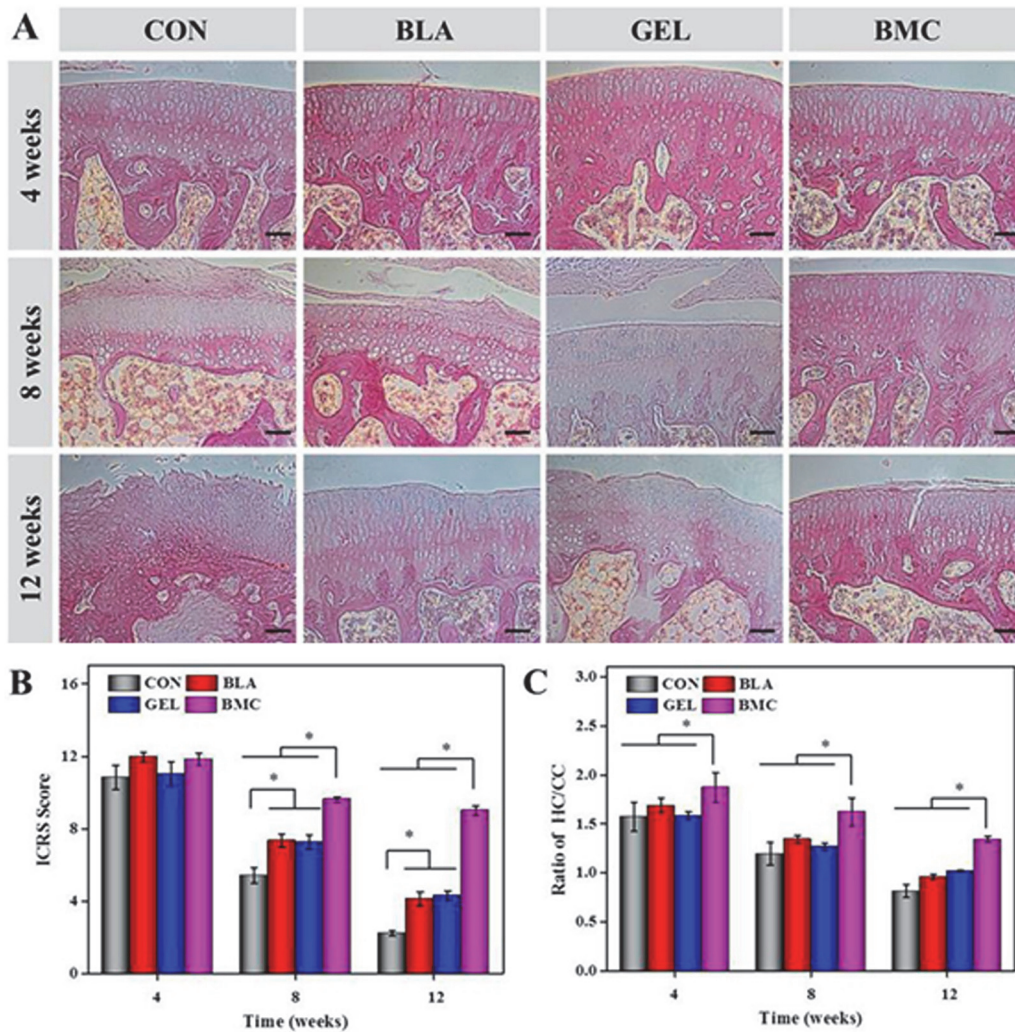 A
CON BLA GEL BMC
4 weeks
8 weeks
12 weeks
B
16
12
8
4
0
ICRS Score
CON BLA
GEL BMC
*
*
*
*
4 8 12
Time (weeks)
C
3.0
2.5
2.0
1.5
1.0
0.5
0.0
Ratio of HC/CC
CON BLA
GEL BMC
*
*
*
4 8 12
Time (weeks)